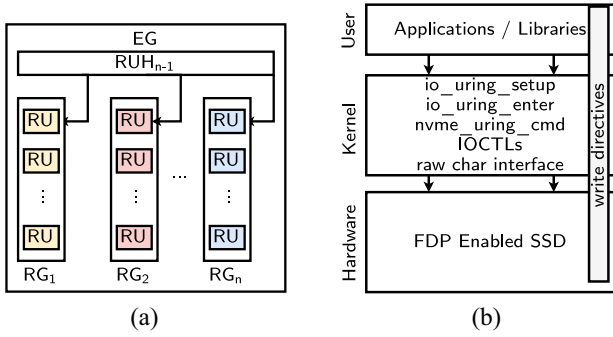 EG
RUHn-1
RU RU RU
RU RU RU
⋮ ⋮ ... ⋮
RU RU RU
RG1 RG2 RGn
(a)
User
Applications / Libraries
Kernel
io_uring_setup
io_uring_enter
nvme_uring_cmd
IOCTLs
raw char interface
Hardware
FDP Enabled SSD
write directives
(b)